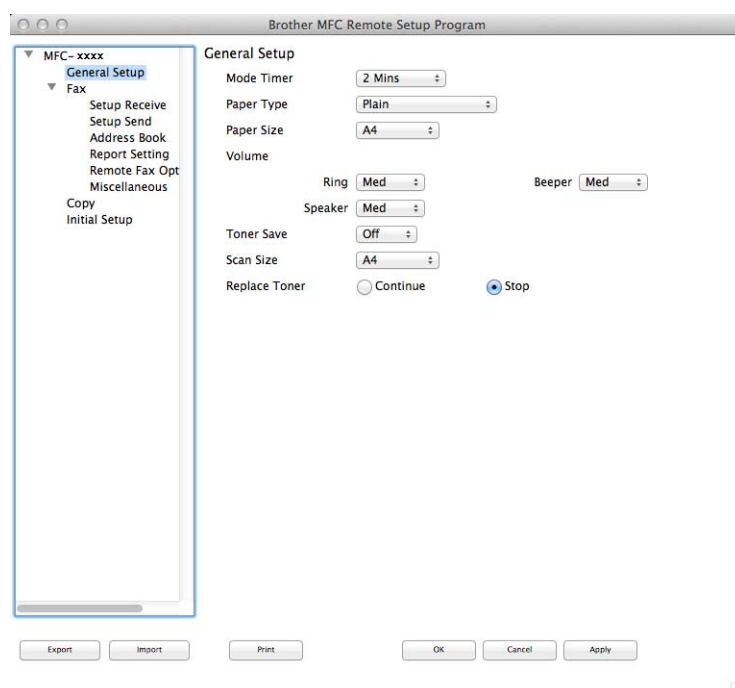 Brother MFC Remote Setup Program
MFC- xxxx
General Setup
Fax
Setup Receive
Setup Send
Address Book
Report Setting
Remote Fax Opt
Miscellaneous
Copy
Initial Setup
General Setup
Mode Timer 2 Mins
Paper Type Plain
Paper Size A4
Volume
Ring Med Beeper Med
Speaker Med
Toner Save Off
Scan Size A4
Replace Toner Continue Stop
Export Import Print OK Cancel Apply